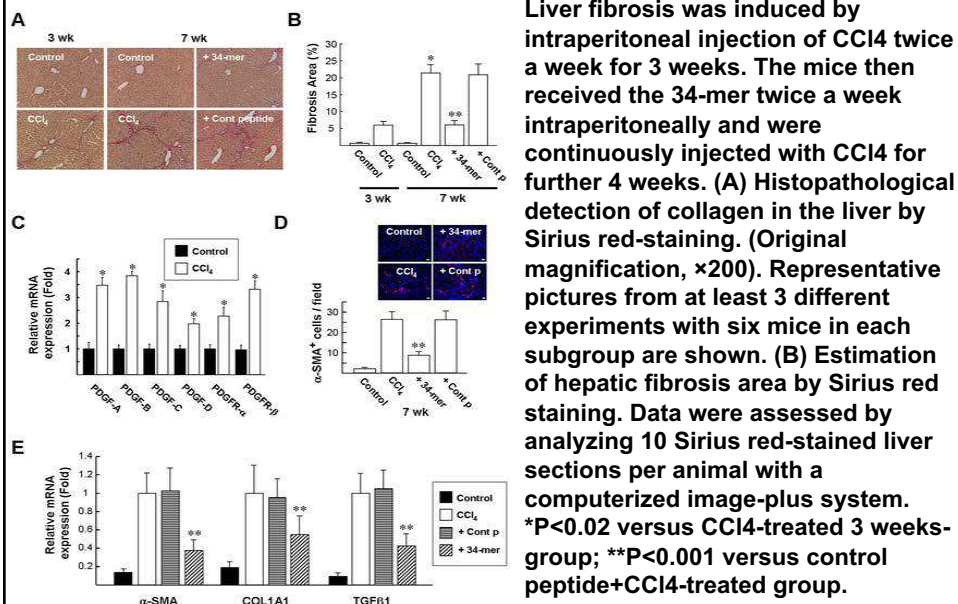 A
3 wk
7 wk
Control
Control
+ 34-mer
CCl₄
CCl₄
+ Cont peptide
B
Fibrosis Area (%)
30
25
20
15
10
5
*
**
Control
CCl₄
Control
CCl₄
+ 34-mer
+ Cont p
3 wk
7 wk
C
Control
CCl₄
Relative mRNA
expression (Fold)
4
3
2
1
*
*
*
*
*
*
PDGF-A
PDGF-B
PDGF-C
PDGF-D
PDGFR-α
PDGFR-β
D
Control
+ 34-mer
CCl₄
+ Cont p
α-SMA⁺ cells / field
30
20
10
**
Control
CCl₄
+ 34-mer
+ Cont p
7 wk
E
Relative mRNA
expression (Fold)
1.4
1.2
1
0.8
0.6
0.4
0.2
**
**
**
α-SMA
COL1A1
TGFβ1
Control
CCl₄
+ Cont p
+ 34-mer
Liver fibrosis was induced by
intraperitoneal injection of CCl4 twice
a week for 3 weeks. The mice then
received the 34-mer twice a week
intraperitoneally and were
continuously injected with CCl4 for
further 4 weeks. (A) Histopathological
detection of collagen in the liver by
Sirius red-staining. (Original
magnification, ×200). Representative
pictures from at least 3 different
experiments with six mice in each
subgroup are shown. (B) Estimation
of hepatic fibrosis area by Sirius red
staining. Data were assessed by
analyzing 10 Sirius red-stained liver
sections per animal with a
computerized image-plus system.
*P<0.02 versus CCl4-treated 3 weeks-
group; **P<0.001 versus control
peptide+CCl4-treated group.